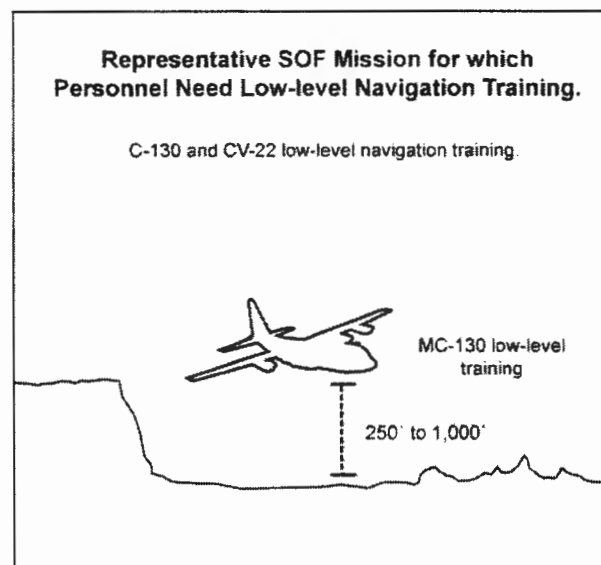 Representative SOF Mission for which
Personnel Need Low-level Navigation Training.
C-130 and CV-22 low-level navigation training.
MC-130 low-level
training
250' to 1,000'